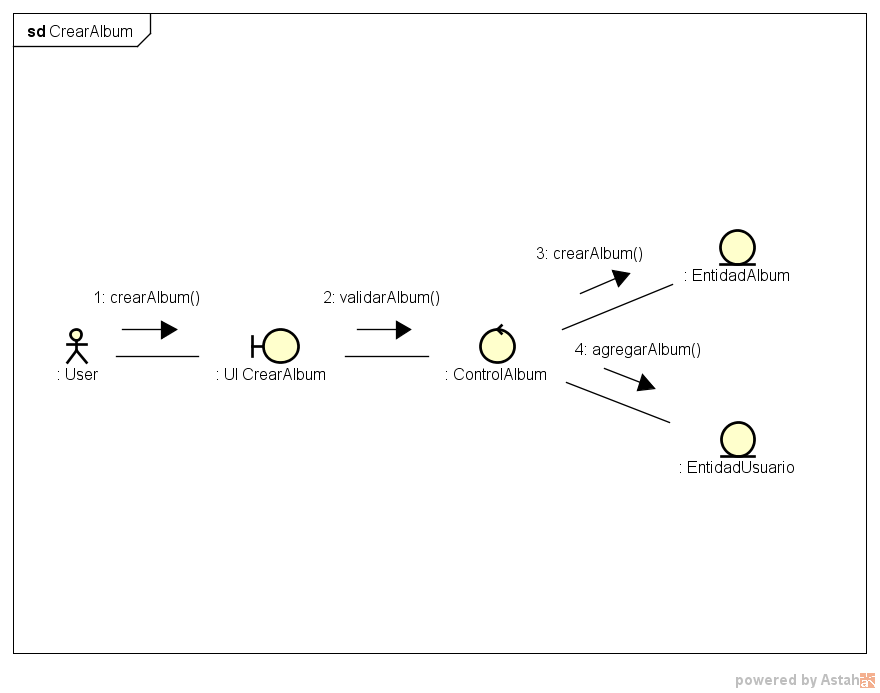 sd CrearAlbum
3: crearAlbum()
: EntidadAlbum
1: crearAlbum()
2: validarAlbum()
4: agregarAlbum()
: User
: UI CrearAlbum
: ControlAlbum
: EntidadUsuario
powered by Astah